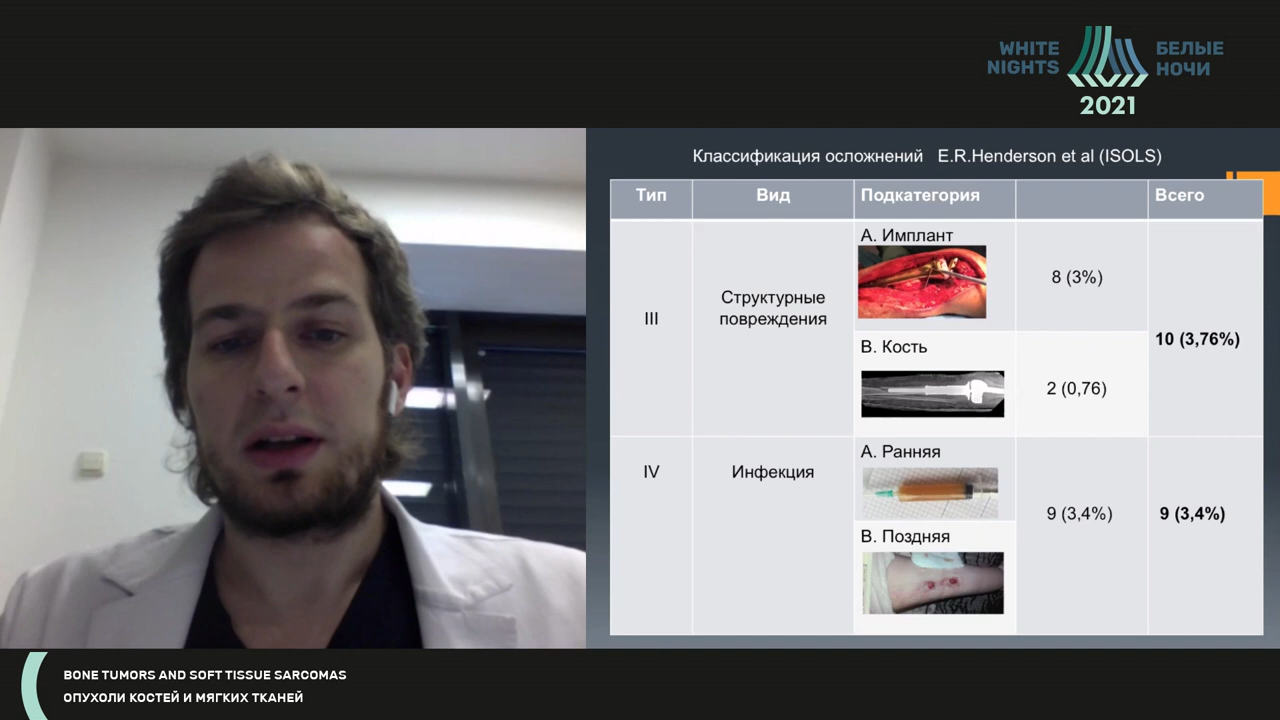 WHITE NIGHTS
БЕЛЫЕ НОЧИ
2021
Классификация осложнений E.R.Henderson et al (ISOLS)
Тип Вид Подкатегория Всего
III
Структурные
повреждения
А. Имплант
8 (3%)
В. Кость
2 (0,76)
10 (3,76%)
IV
Инфекция
А. Ранняя
В. Поздняя
9 (3,4%)
9 (3,4%)
BONE TUMORS AND SOFT TISSUE SARCOMAS
ОПУХОЛИ КОСТЕЙ И МЯГКИХ ТКАНЕЙ